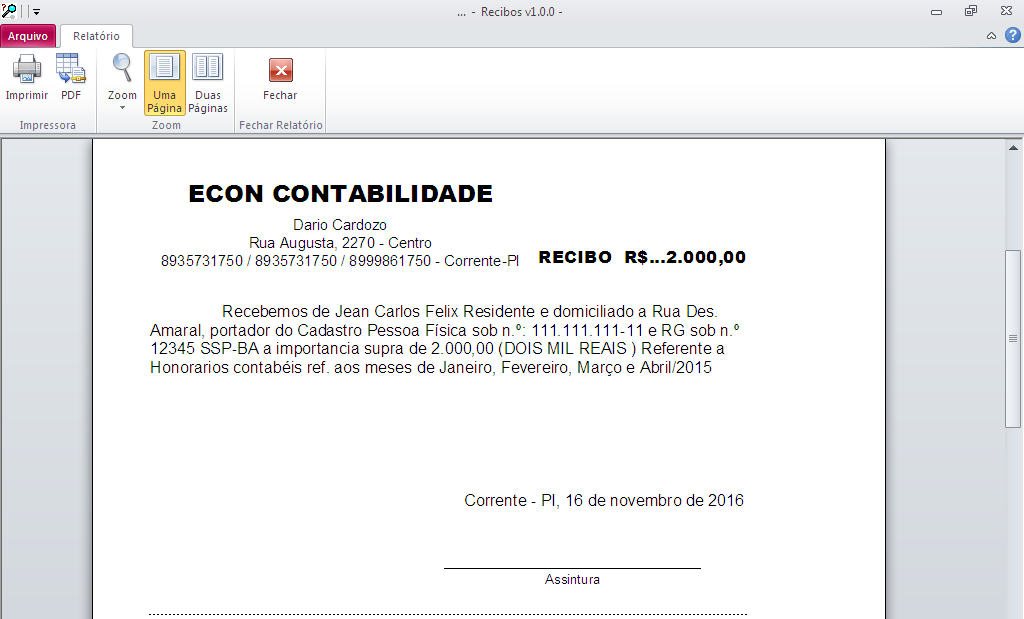 ... - Recibos v1.0.0 -
Arquivo
Relatório
Imprimir
PDF
Zoom
Uma Página
Duas Páginas
Fechar
Impressora
Zoom
Fechar Relatório
ECON CONTABILIDADE
Dario Cardozo
Rua Augusta, 2270 - Centro
8935731750 / 8935731750 / 8999861750 - Corrente-PI
RECIBO R$...2.000,00
Recebemos de Jean Carlos Felix Residente e domiciliado a Rua Des.
Amaral, portador do Cadastro Pessoa Física sob n.º: 111.111.111-11 e RG sob n.º
12345 SSP-BA a importancia supra de 2.000,00 (DOIS MIL REAIS ) Referente a
Honorarios contabéis ref. aos meses de Janeiro, Fevereiro, Março e Abril/2015
Corrente - PI, 16 de novembro de 2016
Assintura